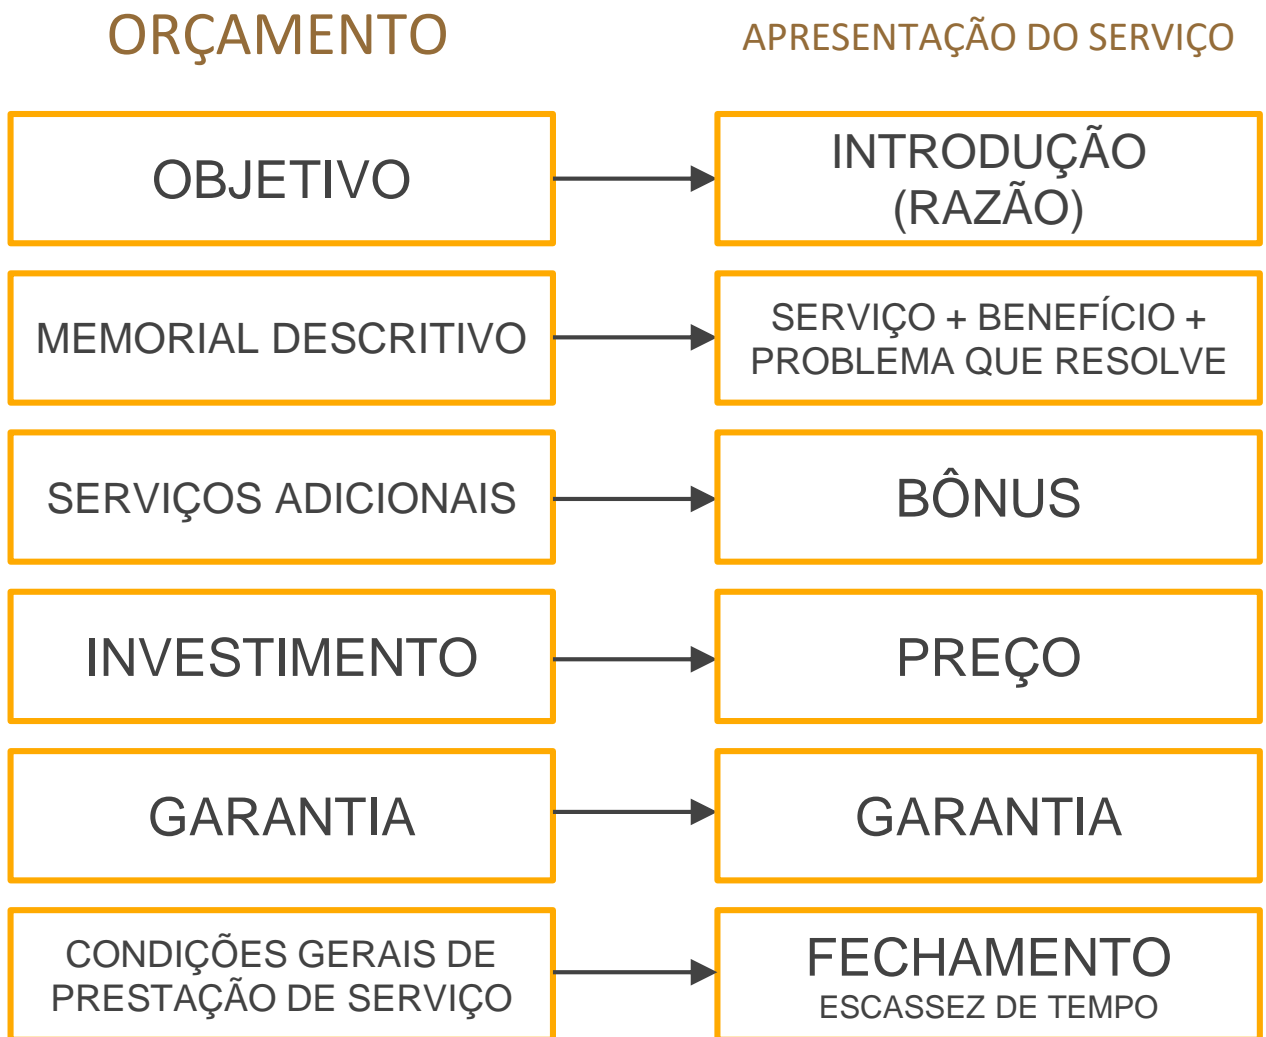 ORÇAMENTO
APRESENTAÇÃO DO SERVIÇO
OBJETIVO
INTRODUÇÃO
(RAZÃO)
MEMORIAL DESCRITIVO
SERVIÇO + BENEFÍCIO +
PROBLEMA QUE RESOLVE
SERVIÇOS ADICIONAIS
BÔNUS
INVESTIMENTO
PREÇO
GARANTIA
GARANTIA
CONDIÇÕES GERAIS DE
PRESTAÇÃO DE SERVIÇO
FECHAMENTO
ESCASSEZ DE TEMPO